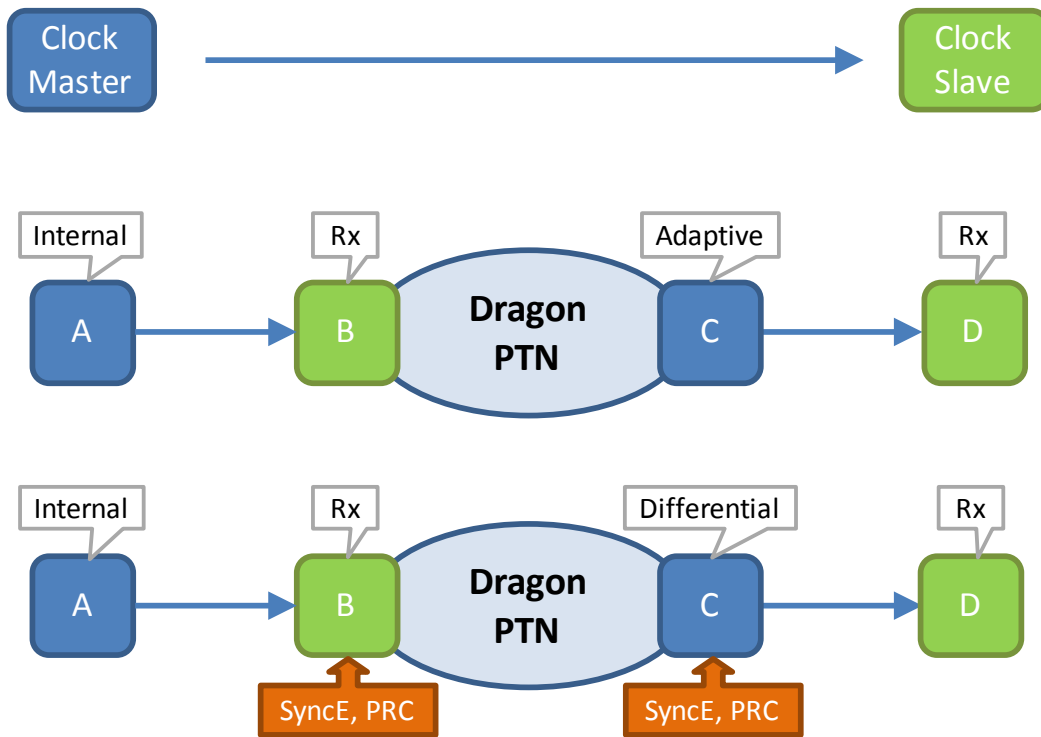 Clock
Master
Clock
Slave
Internal
Rx
Adaptive
Rx
A
B
Dragon
PTN
C
D
Internal
Rx
Differential
Rx
A
B
Dragon
PTN
C
D
SyncE, PRC
SyncE, PRC